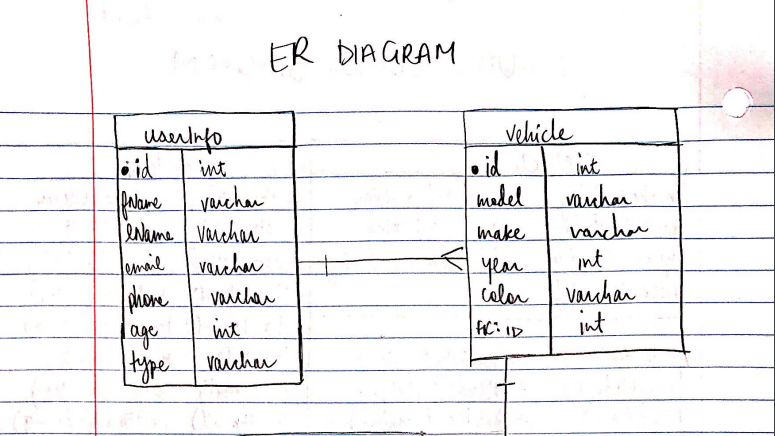 ER DIAGRAM
userInfo
id int
fName varchar
lName varchar
email varchar
phone varchar
age int
type varchar
vehicle
id int
model varchar
make varchar
year int
color varchar
FK: ID int